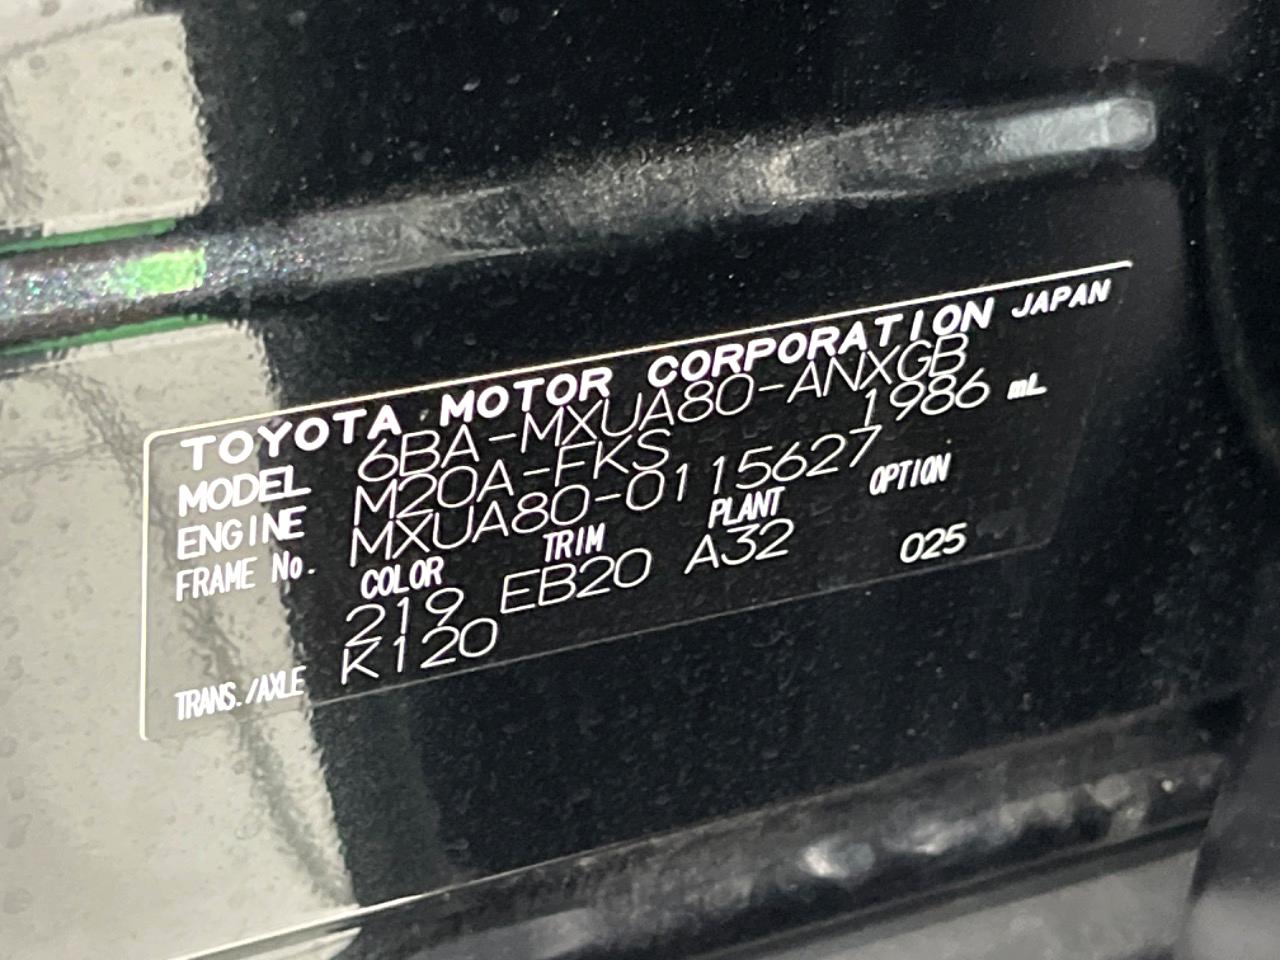 TOYOTA MOTOR CORPORATION JAPAN
MODEL 6BA-MXUA80-ANXGB
ENGINE M20A-FKS 1986 mL
FRAME No. MXUA80-0115627
COLOR TRIM PLANT OPTION
219 EB20 A32 025
TRANS./AXLE K120